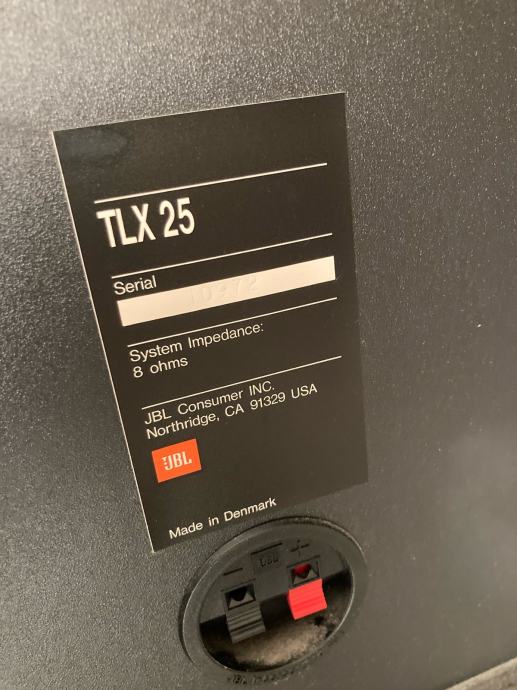 TLX 25
Serial
System Impedance:
8 ohms
JBL Consumer INC.
Northridge, CA 91329 USA
JBL
Made in Denmark
− +